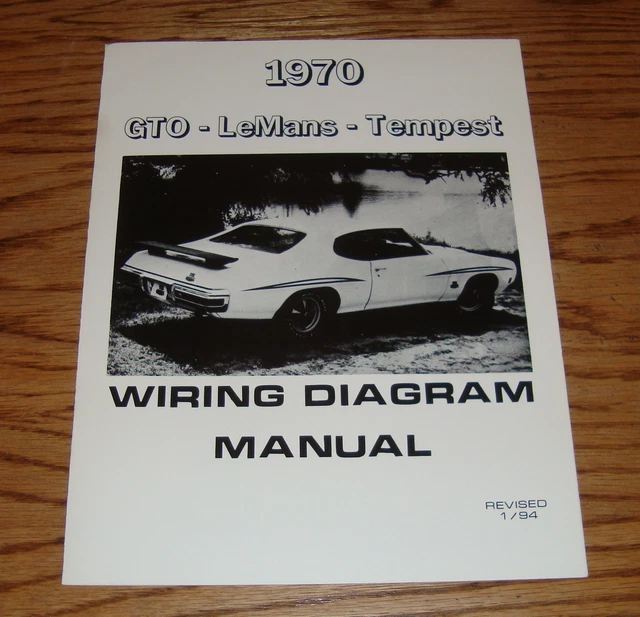 1970
GTO - LeMans - Tempest
WIRING DIAGRAM
MANUAL
REVISED
1/94